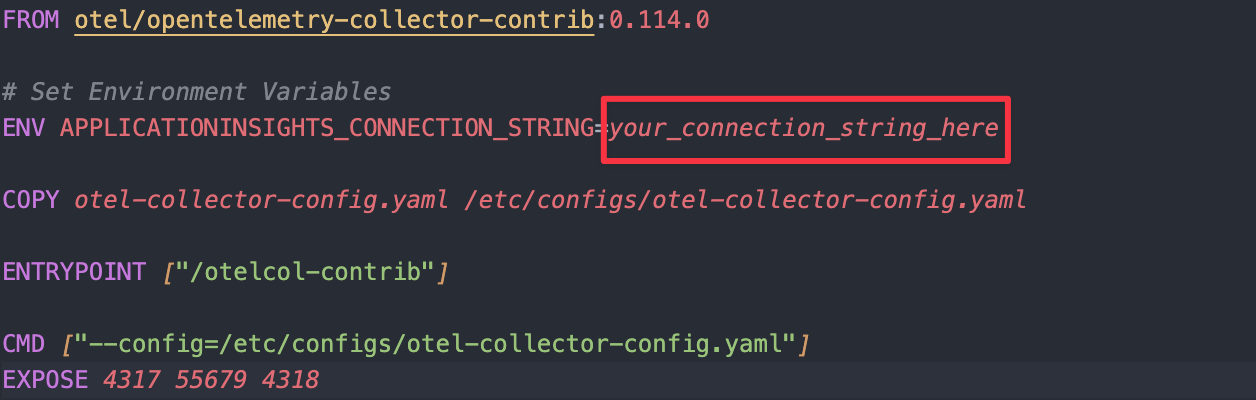 FROM otel/opentelemetry-collector-contrib:0.114.0
# Set Environment Variables
ENV APPLICATIONINSIGHTS_CONNECTION_STRING=your_connection_string_here
COPY otel-collector-config.yaml /etc/configs/otel-collector-config.yaml
ENTRYPOINT ["/otelcol-contrib"]
CMD ["--config=/etc/configs/otel-collector-config.yaml"]
EXPOSE 4317 55679 4318